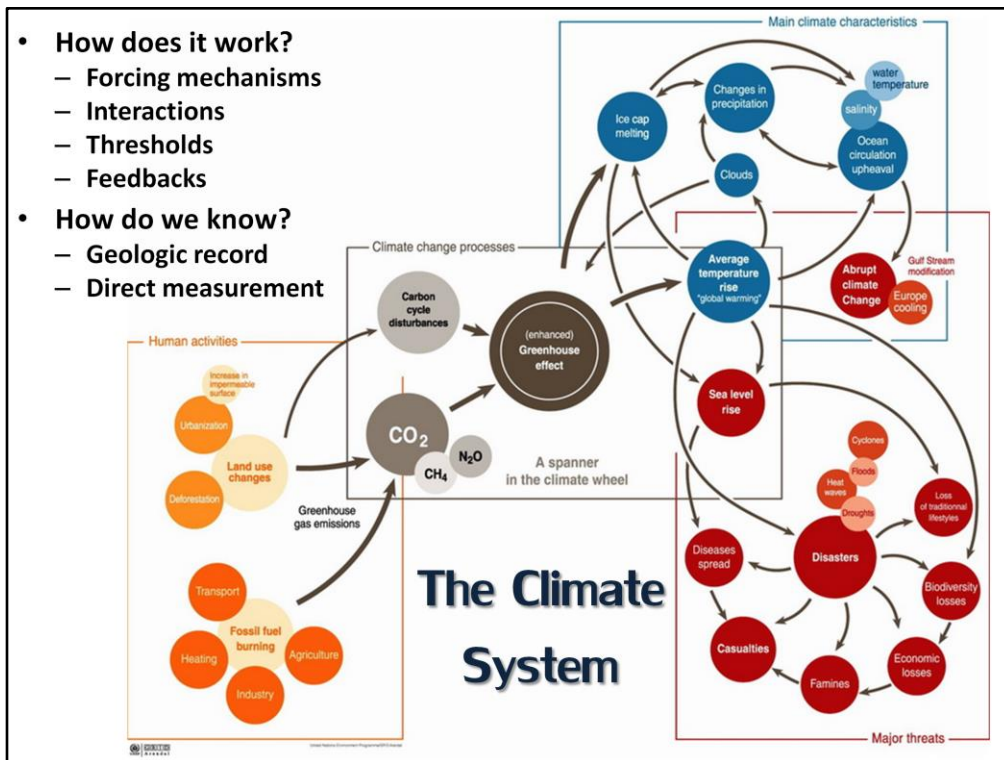 • How does it work?
– Forcing mechanisms
– Interactions
– Thresholds
– Feedbacks
• How do we know?
– Geologic record
– Direct measurement
Main climate characteristics
water
temperature
salinity
Changes in
precipitation
Ice cap
melting
Ocean
circulation
upheaval
Clouds
Climate change processes
Average
temperature
rise
"global warming"
Gulf Stream
modification
Abrupt
climate
Change
Europe
cooling
Carbon
cycle
disturbances
(enhanced)
Greenhouse
effect
Human activities
Increase in
impermeable
surface
Urbanization
Land use
changes
Deforestation
CO₂
CH₄
N₂O
A spanner
in the climate wheel
Greenhouse
gas emissions
Sea level
rise
Cyclones
Floods
Heat
waves
Droughts
Loss
of traditionnal
lifestyles
Disasters
Diseases
spread
Biodiversity
losses
Casualties
Famines
Economic
losses
Transport
Fossil fuel
burning
Heating
Agriculture
Industry
The Climate
System
Major threats